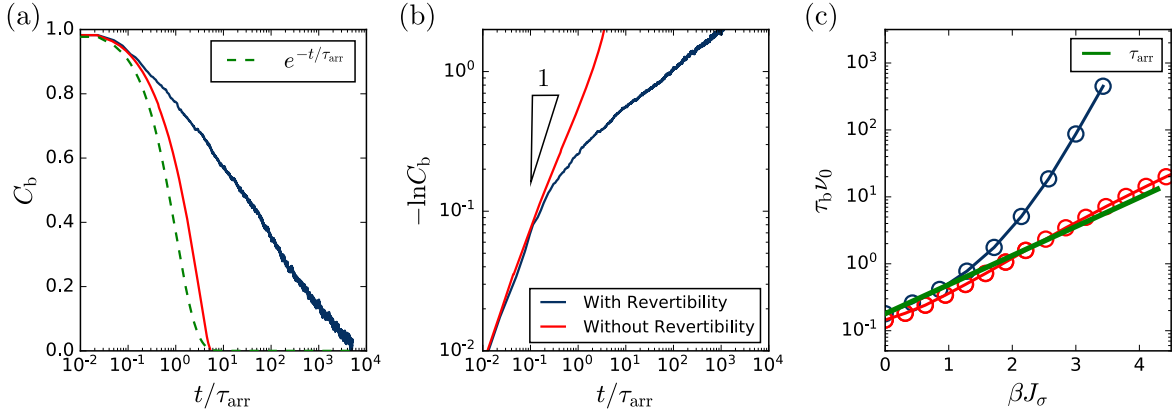 (a)
1.0
0.8
0.6
0.4
0.2
0.0
C_b
e^{-t/τ_arr}
10^{-2} 10^{-1} 10^0 10^1 10^2 10^3 10^4
t/τ_arr
(b)
10^0
10^{-1}
10^{-2}
−lnC_b
1
With Revertibility
Without Revertibility
10^{-2} 10^{-1} 10^0 10^1 10^2 10^3 10^4
t/τ_arr
(c)
10^3
10^2
10^1
10^0
10^{-1}
τ_bν_0
τ_arr
0 1 2 3 4
βJ_σ